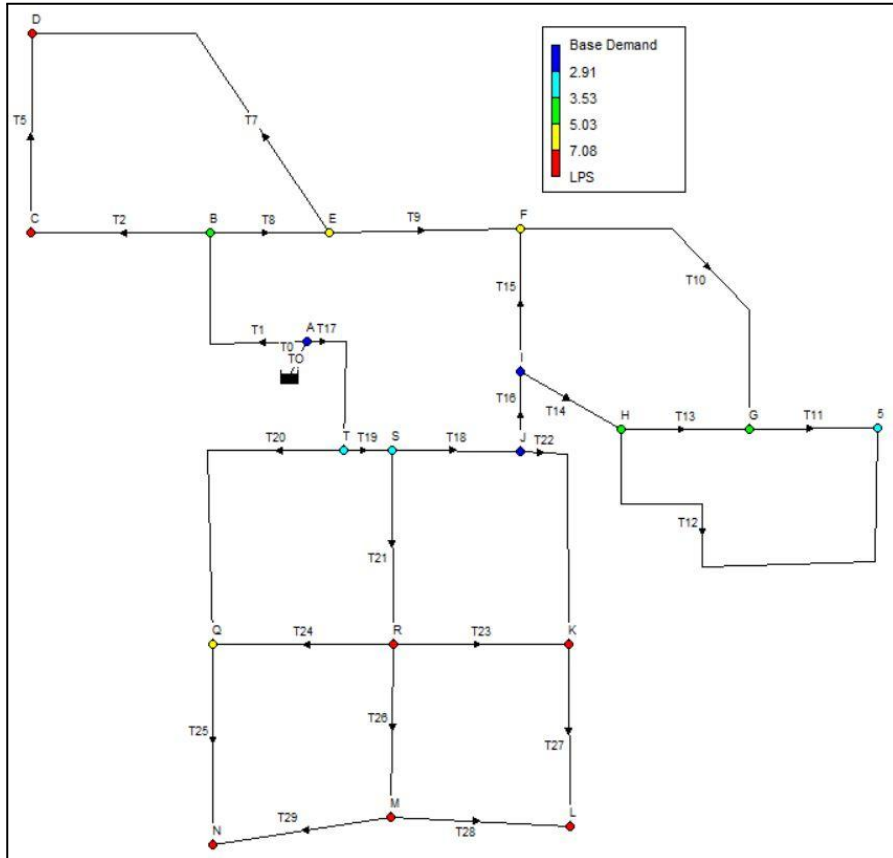 D
Base Demand
2.91
3.53
5.03
7.08
LPS
T5
T7
C
T2
B
T8
E
T9
F
T10
T15
T1
T0
A
T17
TO
I
T16
T14
H
T13
G
T11
5
T20
T
T19
S
T18
J
T22
T12
T21
Q
T24
R
T23
K
T25
T26
T27
M
L
N
T29
T28